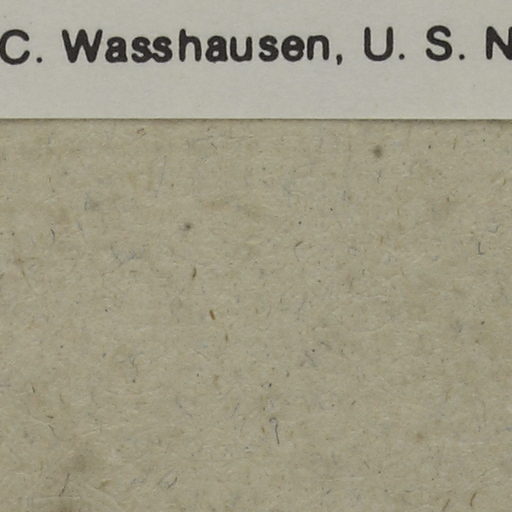 C. Wasshausen, U. S. N